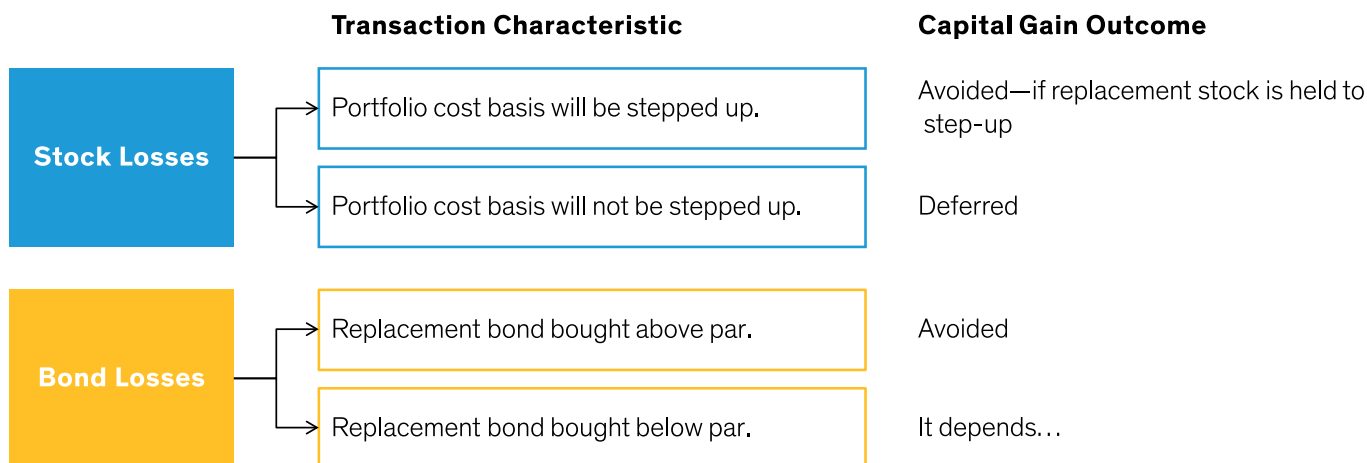 Transaction Characteristic
Capital Gain Outcome
Stock Losses
Portfolio cost basis will be stepped up.
Avoided—if replacement stock is held to
step-up
Portfolio cost basis will not be stepped up.
Deferred
Bond Losses
Replacement bond bought above par.
Avoided
Replacement bond bought below par.
It depends…